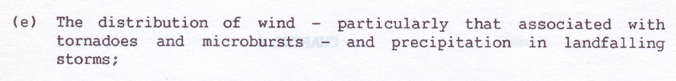 (e) The distribution of wind - particularly that associated with
tornadoes and microbursts - and precipitation in landfalling
storms;